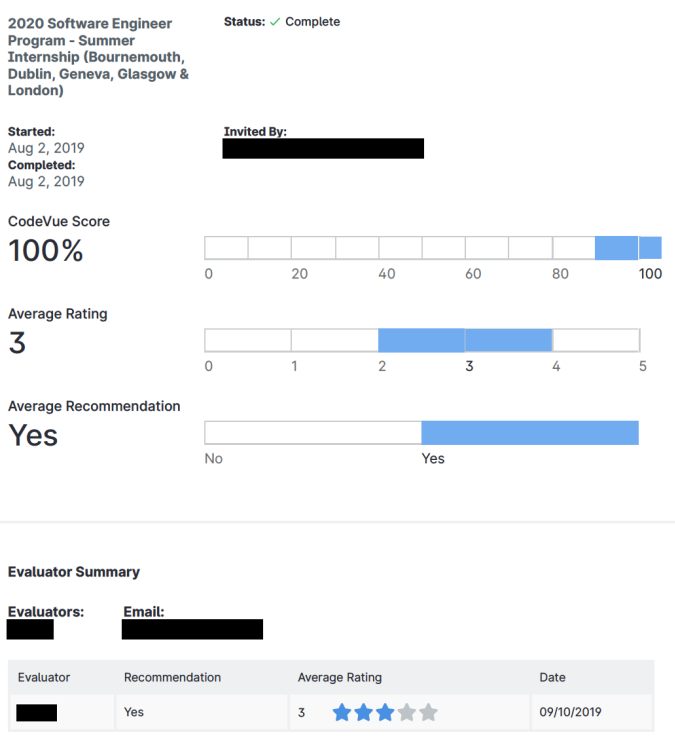 2020 Software Engineer
Program - Summer
Internship (Bournemouth,
Dublin, Geneva, Glasgow &
London)
Status: ✓ Complete
Started:
Aug 2, 2019
Completed:
Aug 2, 2019
Invited By:
CodeVue Score
100%
0 20 40 60 80 100
Average Rating
3
0 1 2 3 4 5
Average Recommendation
Yes
No Yes
Evaluator Summary
Evaluators: Email:
Evaluator Recommendation Average Rating Date
Yes 3 09/10/2019